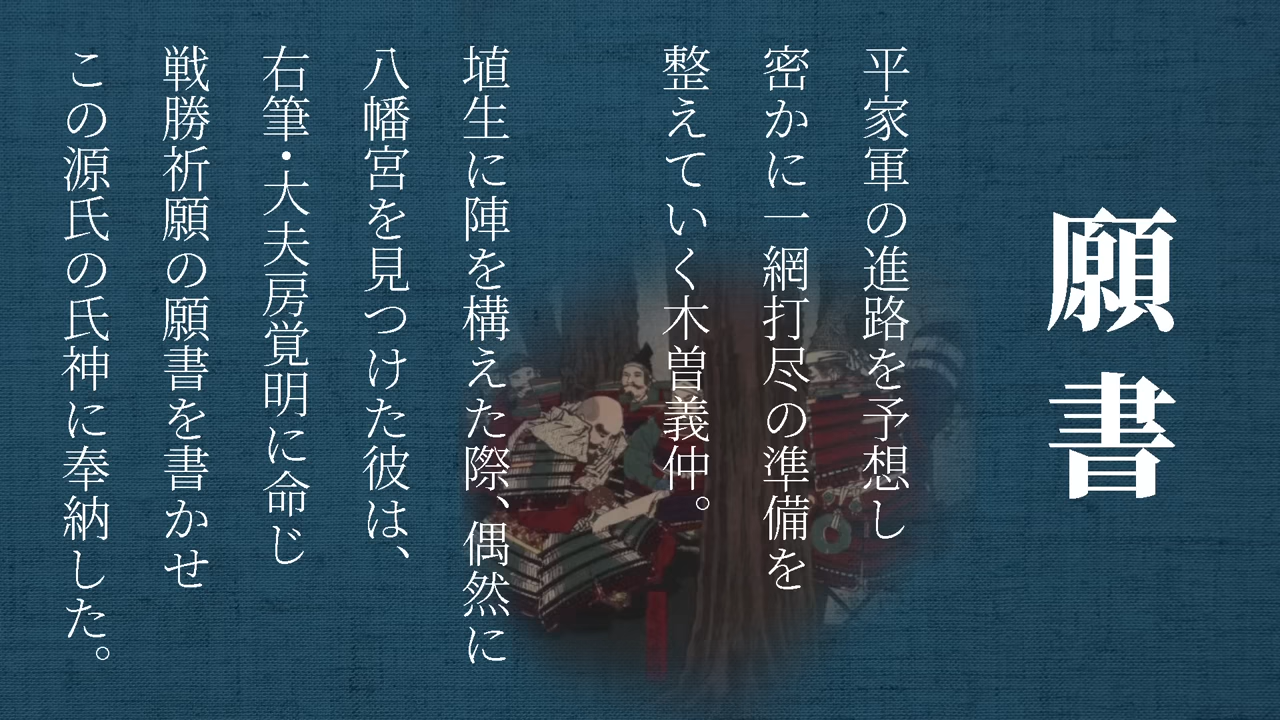 願書
平家軍の進路を予想し
密かに一網打尽の準備を
整えていく木曽義仲。
埴生に陣を構えた際、偶然に
八幡宮を見つけた彼は、
右筆・大夫房覚明に命じ
戦勝祈願の願書を書かせ
この源氏の氏神に奉納した。